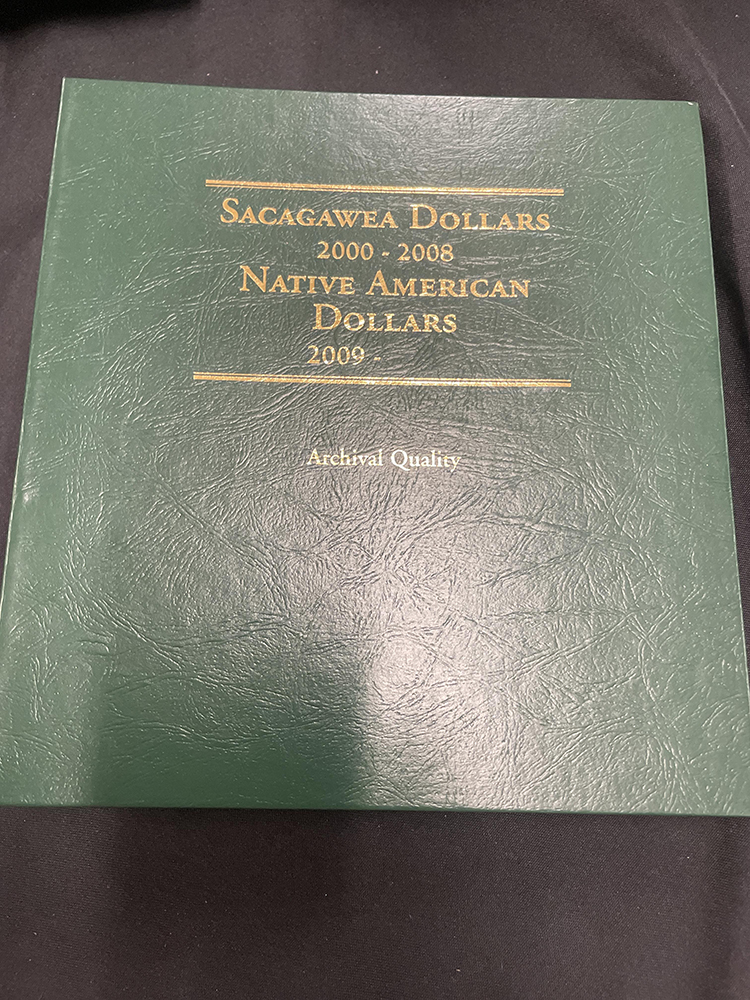 SACAGAWEA DOLLARS
2000 - 2008
NATIVE AMERICAN
DOLLARS
2009 -
Archival Quality